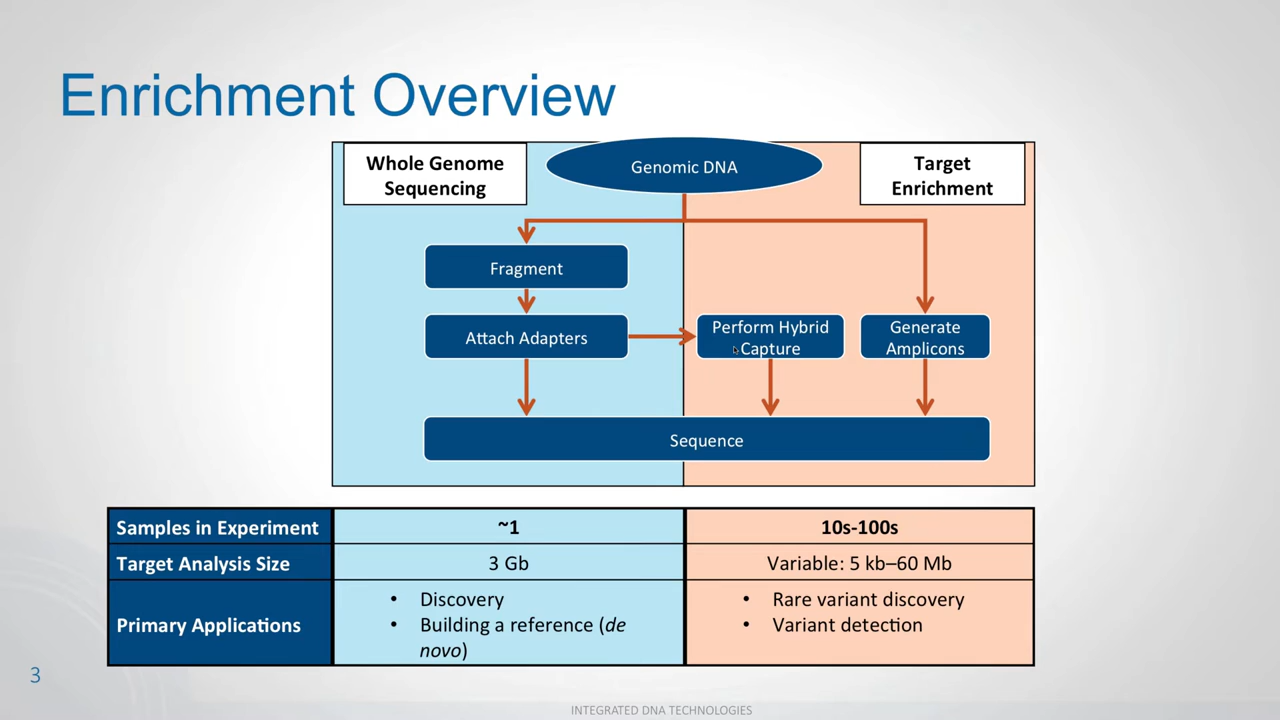 Enrichment Overview
Whole Genome
Sequencing
Genomic DNA
Target
Enrichment
Fragment
Attach Adapters
Perform Hybrid
Capture
Generate
Amplicons
Sequence
Samples in Experiment
~1
10s-100s
Target Analysis Size
3 Gb
Variable: 5 kb–60 Mb
Primary Applications
• Discovery
• Building a reference (de
novo)
• Rare variant discovery
• Variant detection
3
INTEGRATED DNA TECHNOLOGIES